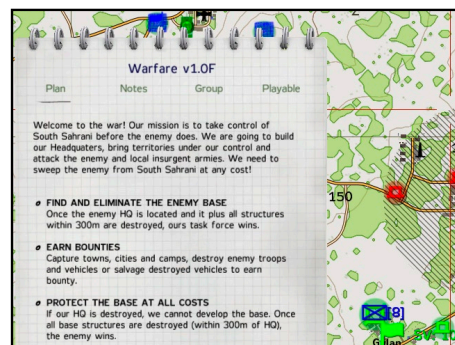 Warfare v1.0F
Plan Notes Group Playable
Welcome to the war! Our mission is to take control of
South Sahrani before the enemy does. We are going to build
our Headquaters, bring territories under our control and
attack the enemy and local insurgent armies. We need to
sweep the enemy from South Sahrani at any cost!
FIND AND ELIMINATE THE ENEMY BASE
Once the enemy HQ is located and it plus all structures
within 300m are destroyed, ours task force wins.
EARN BOUNTIES
Capture towns, cities and camps, destroy enemy troops
and vehicles or salvage destroyed vehicles to earn
bounty.
PROTECT THE BASE AT ALL COSTS
If our HQ is destroyed, we cannot develop the base. Once
all base structures are destroyed (within 300m of HQ),
the enemy wins.
150
[8]